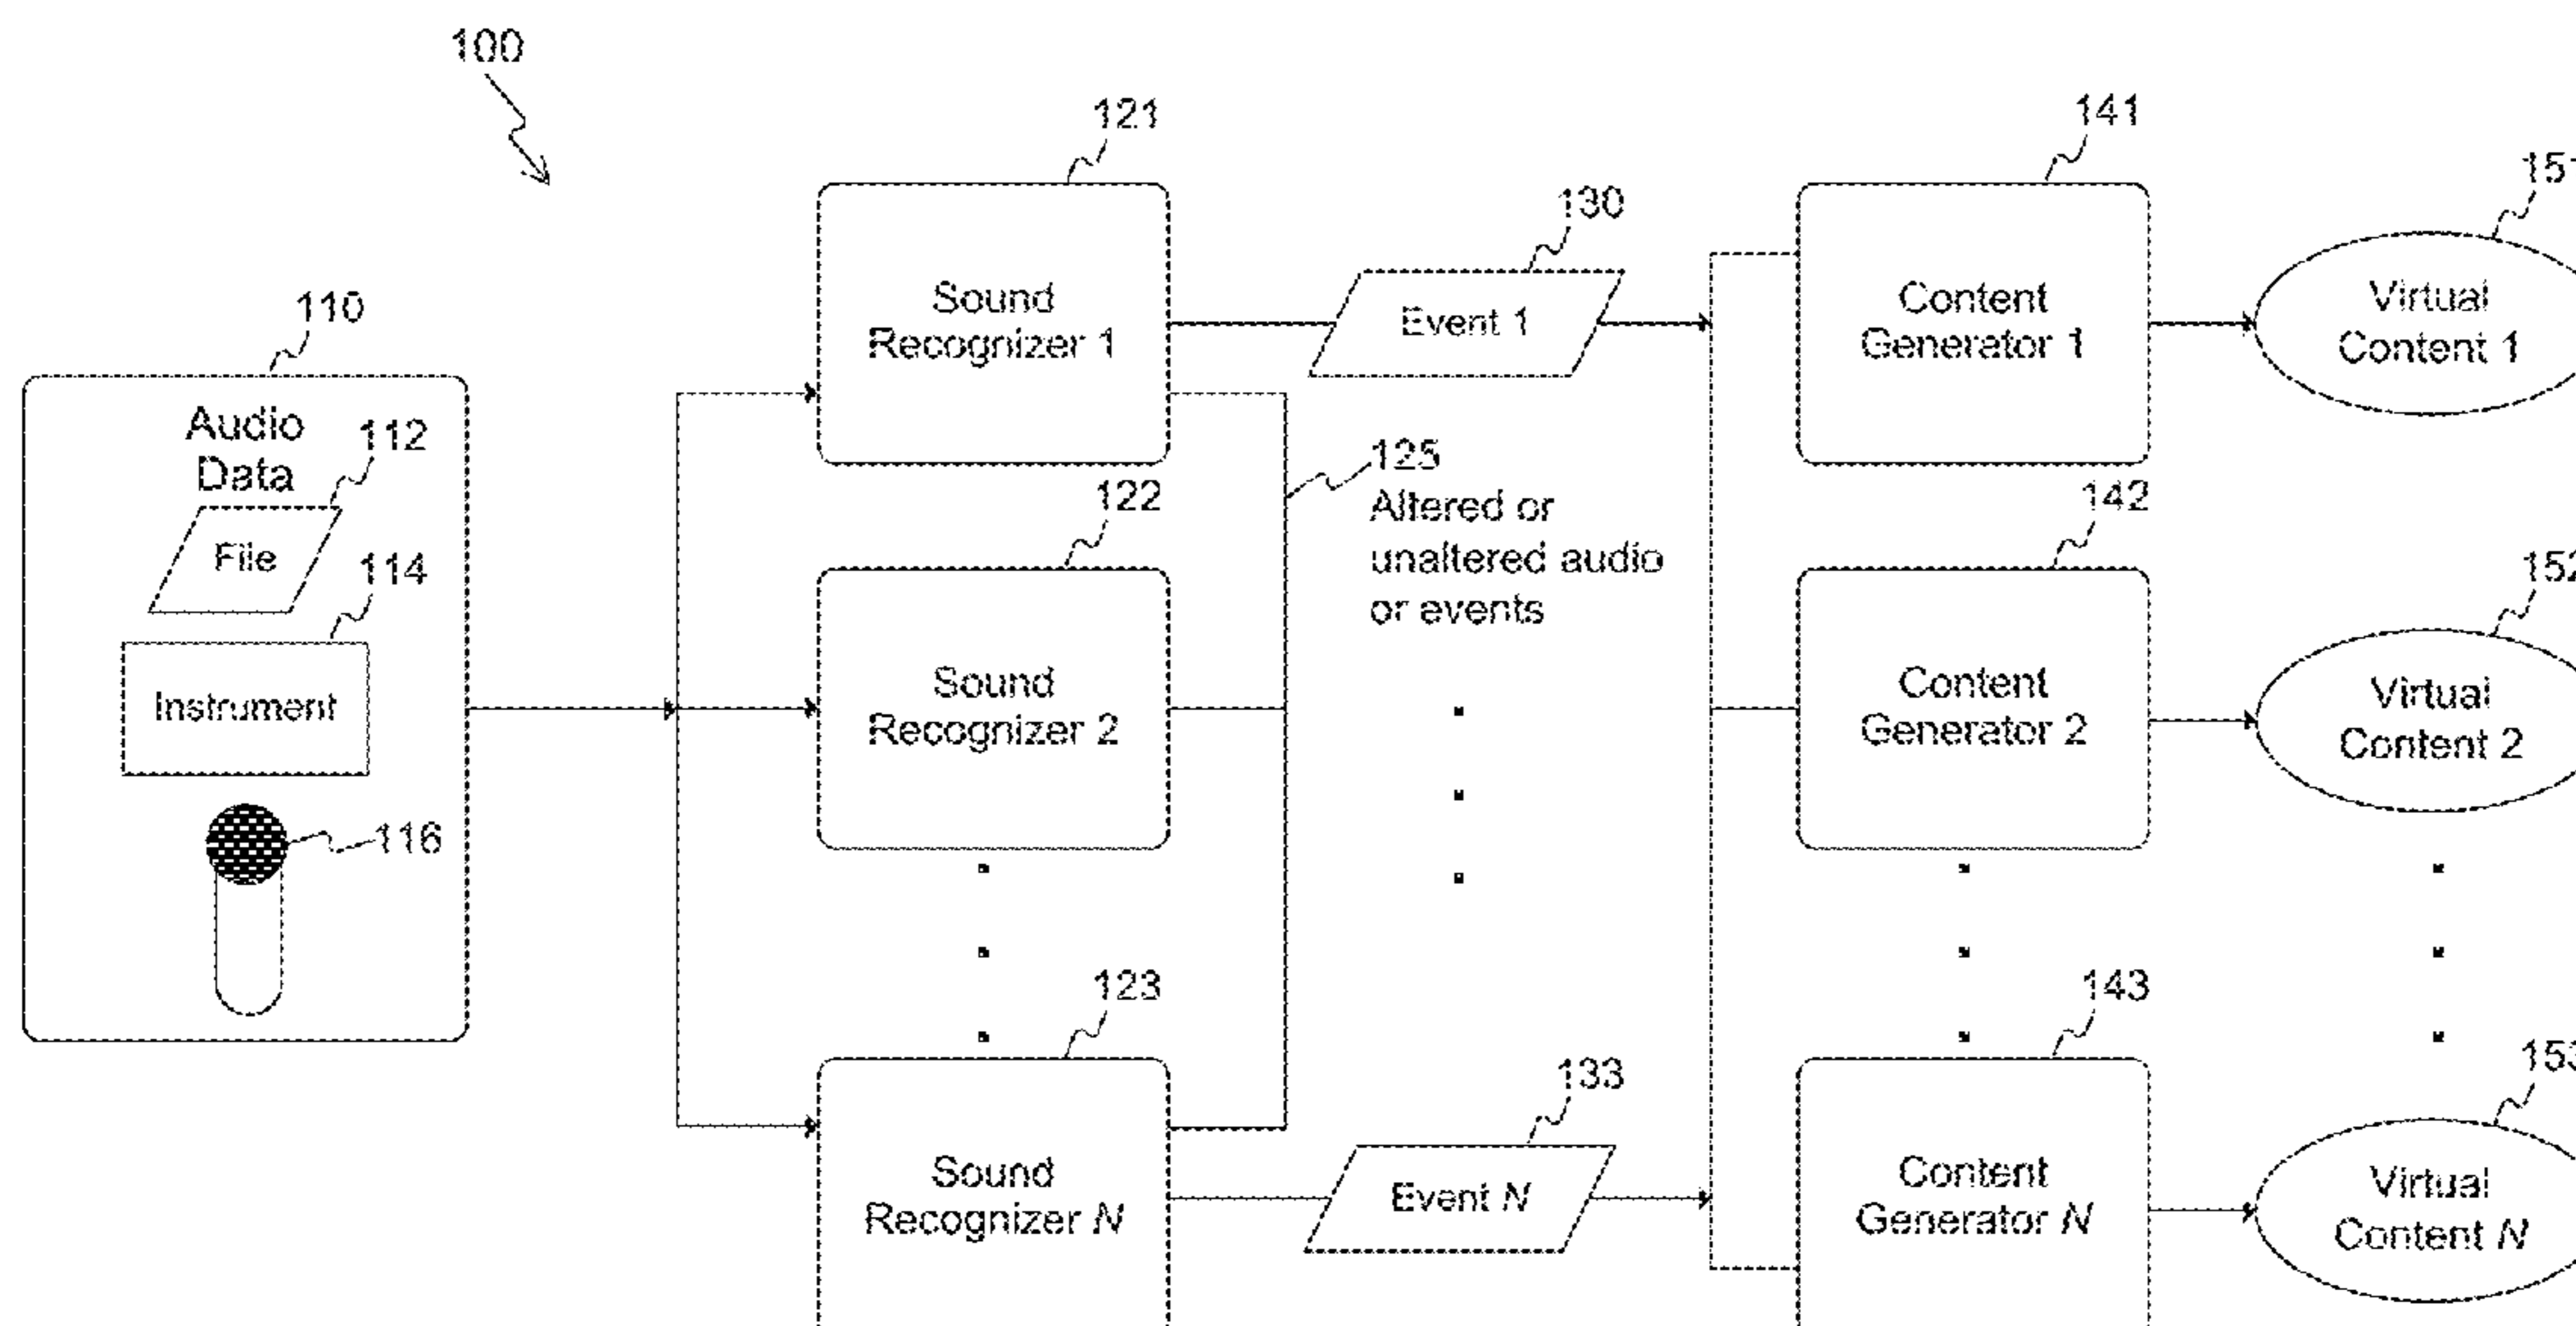 100
110
Audio
Data
112
File
114
Instrument
116
121
Sound
Recognizer 1
122
Sound
Recognizer 2
123
Sound
Recognizer N
130
Event 1
125
Altered or
unaltered audio
or events
133
Event N
141
Content
Generator 1
142
Content
Generator 2
143
Content
Generator N
151
Virtual
Content 1
152
Virtual
Content 2
153
Virtual
Content N